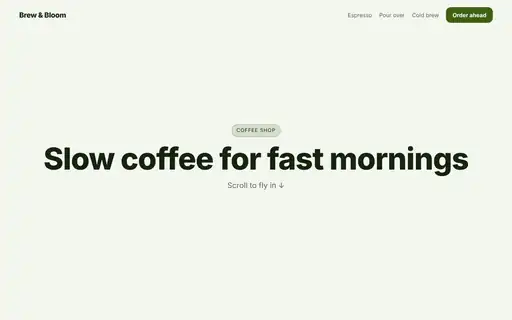 Brew & Bloom
Espresso Pour over Cold brew Order ahead
COFFEE SHOP
Slow coffee for fast mornings
Scroll to fly in ↓